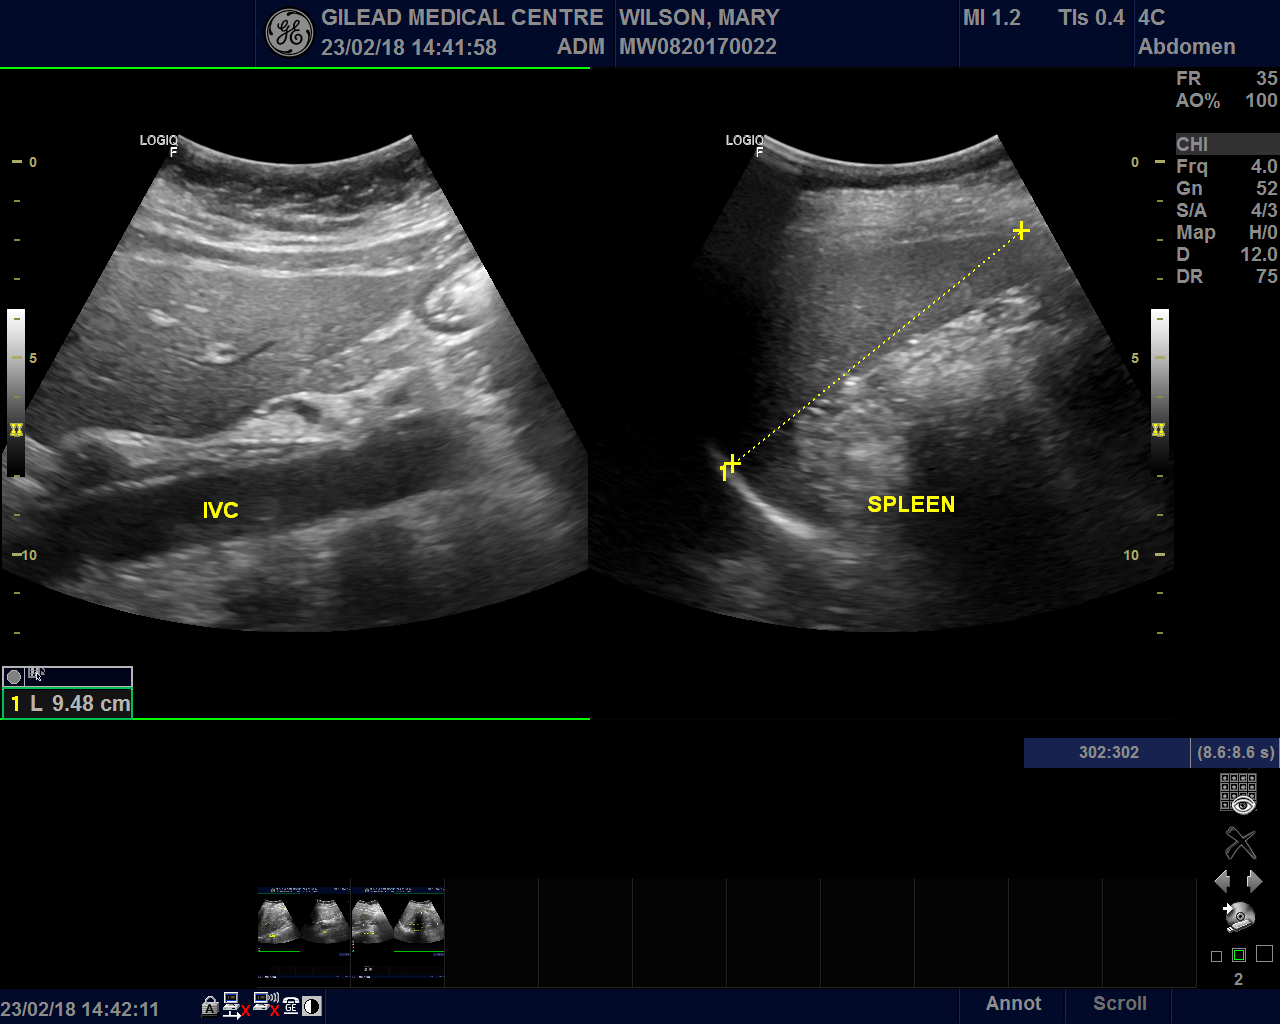 GILEAD MEDICAL CENTRE
23/02/18 14:41:58 ADM
WILSON, MARY
MW0820170022
MI 1.2 TIs 0.4
4C
Abdomen
FR 35
AO% 100
CHI
Frq 4.0
Gn 52
S/A 4/3
Map H/0
D 12.0
DR 75
LOGIQ
F
0
5
10
IVC
LOGIQ
F
0
5
10
1
SPLEEN
1 L 9.48 cm
302:302 (8.6:8.6 s)
2
23/02/18 14:42:11
A
GE
Annot
Scroll